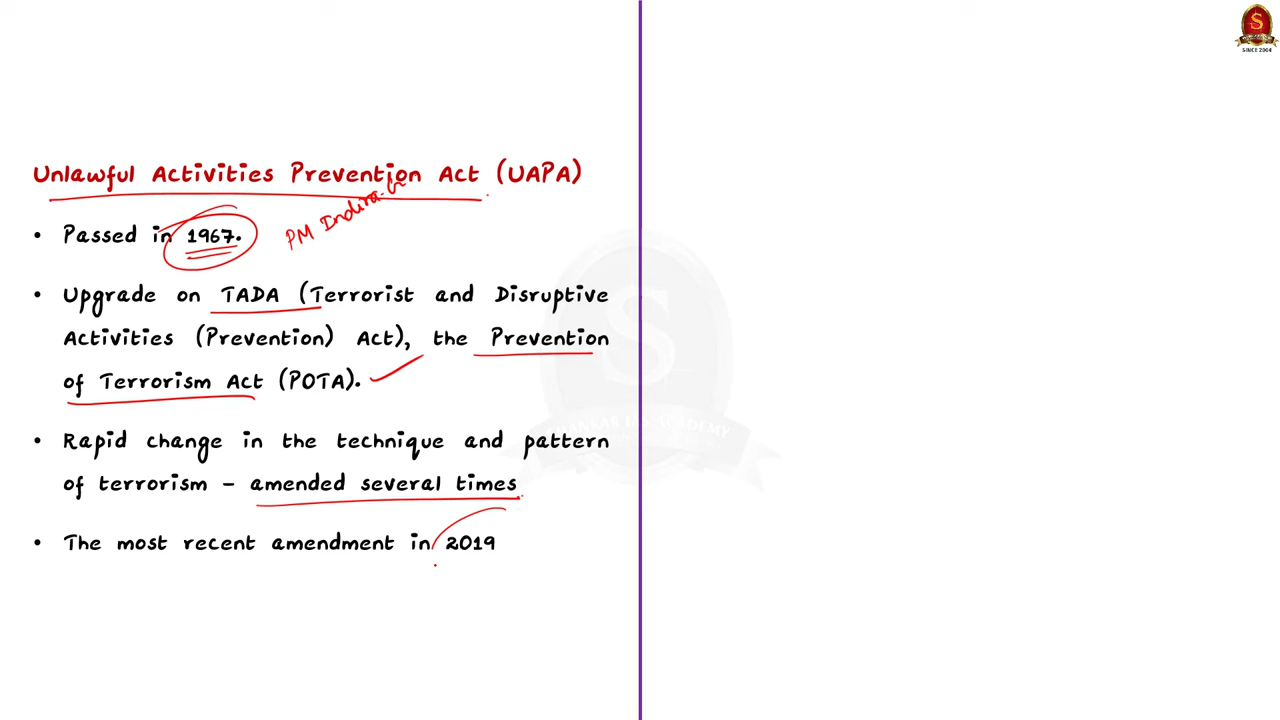 S
SINCE 2004
Unlawful Activities Prevention Act (UAPA)
PM Indira-G
• Passed in 1967.
• Upgrade on TADA (Terrorist and Disruptive
Activities (Prevention) Act), the Prevention
of Terrorism Act (POTA).
• Rapid change in the technique and pattern
of terrorism – amended several times
• The most recent amendment in 2019